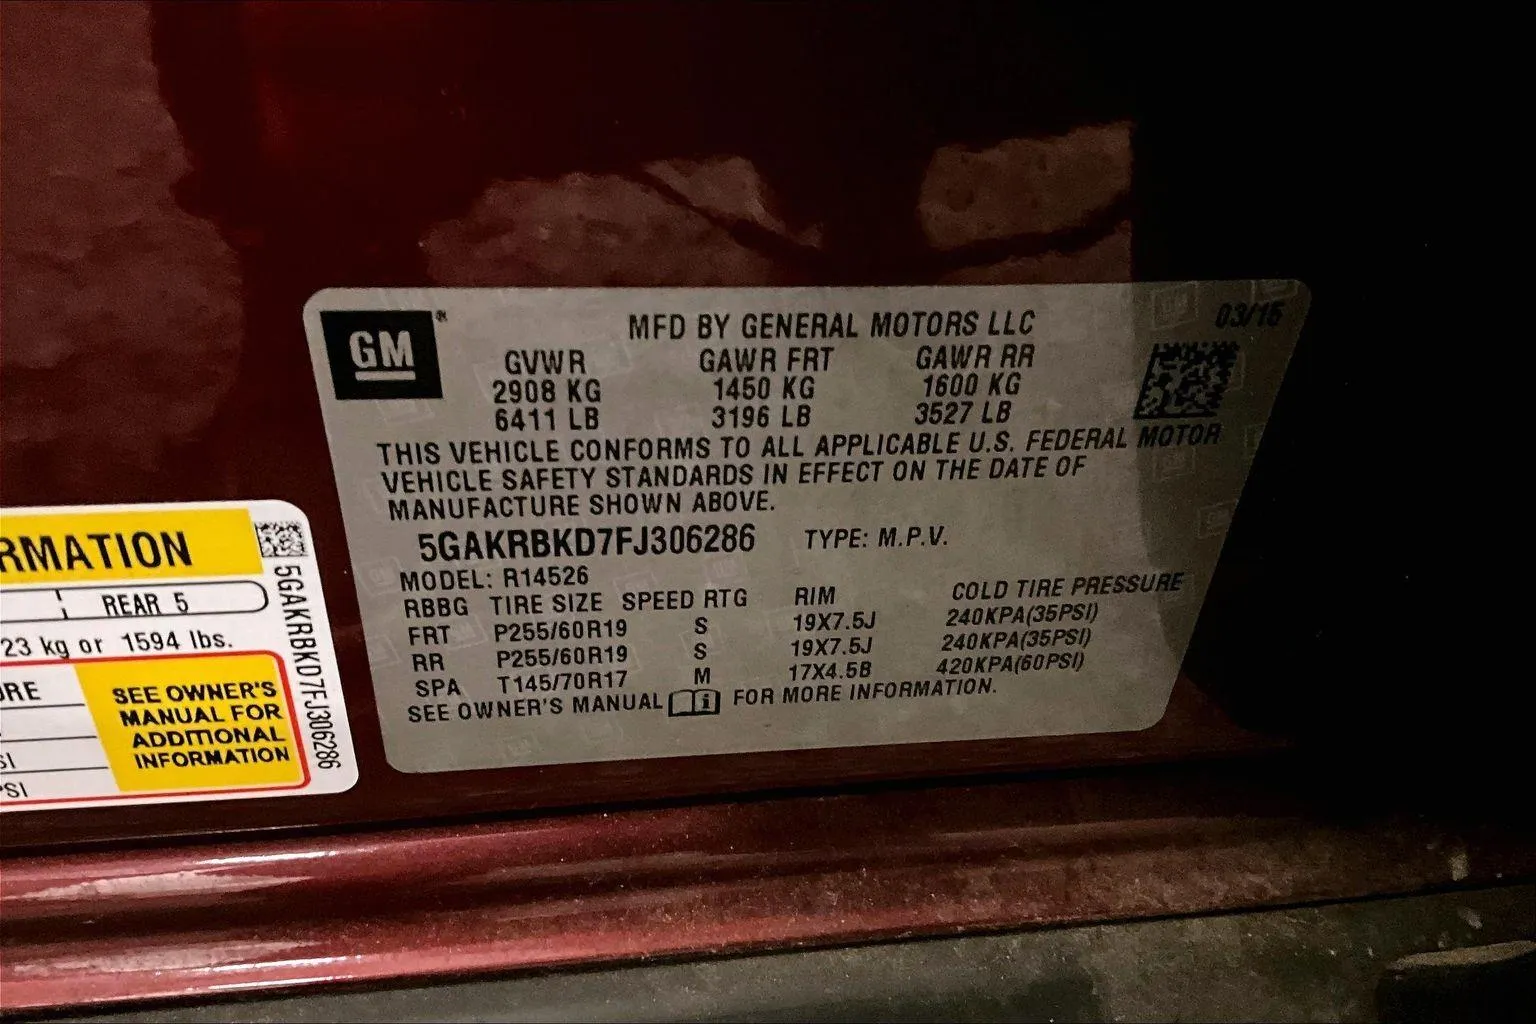 GM®
MFD BY GENERAL MOTORS LLC
03/15
GVWR GAWR FRT GAWR RR
2908 KG 1450 KG 1600 KG
6411 LB 3196 LB 3527 LB
THIS VEHICLE CONFORMS TO ALL APPLICABLE U.S. FEDERAL MOTOR
VEHICLE SAFETY STANDARDS IN EFFECT ON THE DATE OF
MANUFACTURE SHOWN ABOVE.
5GAKRBKD7FJ306286 TYPE: M.P.V.
MODEL: R14526
RBBG TIRE SIZE SPEED RTG RIM COLD TIRE PRESSURE
FRT P255/60R19 S 19X7.5J 240KPA(35PSI)
RR P255/60R19 S 19X7.5J 240KPA(35PSI)
SPA T145/70R17 M 17X4.5B 420KPA(60PSI)
SEE OWNER'S MANUAL i FOR MORE INFORMATION.
RMATION
REAR 5
23 kg or 1594 lbs.
URE
SEE OWNER'S
MANUAL FOR
ADDITIONAL
INFORMATION
SI
PSI
5GAKRBKD7FJ306286